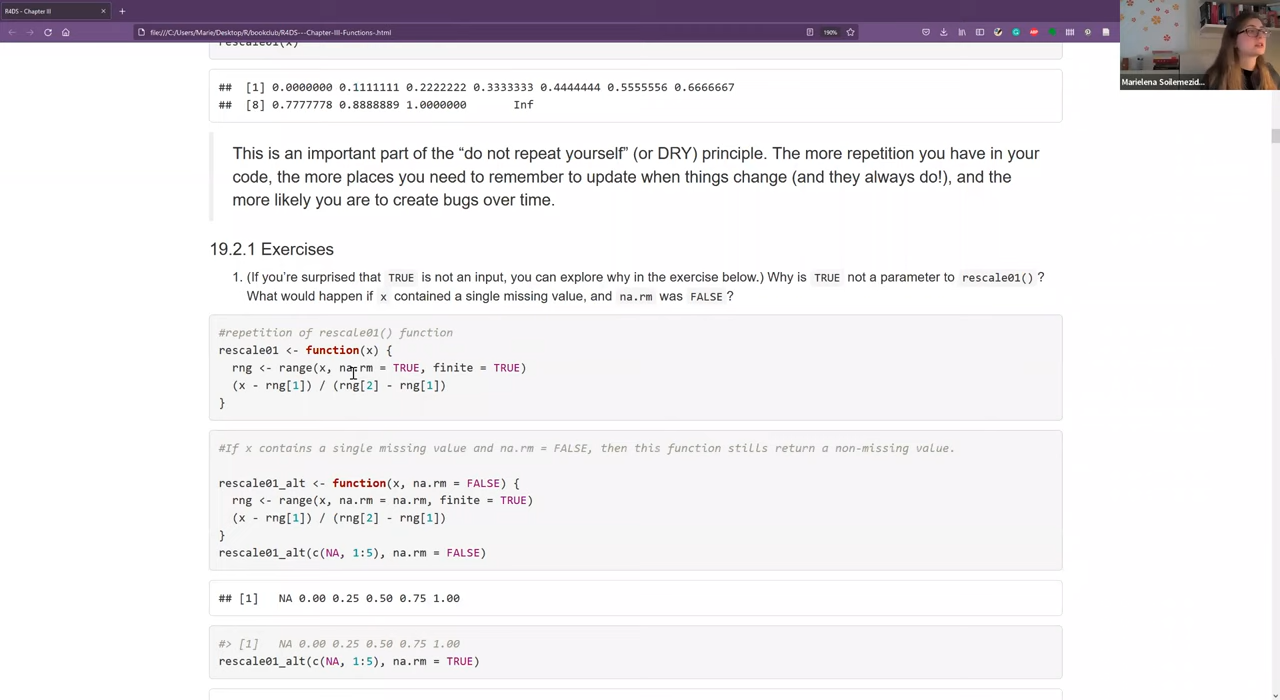 R4DS - Chapter III
file:///C:/Users/Marie/Desktop/R/bookclub/R4DS---Chapter-III-Functions-.html
190%
Marielena Soilemezid...
rescale01(x)
## [1] 0.0000000 0.1111111 0.2222222 0.3333333 0.4444444 0.5555556 0.6666667
## [8] 0.7777778 0.8888889 1.0000000 Inf
This is an important part of the “do not repeat yourself” (or DRY) principle. The more repetition you have in your
code, the more places you need to remember to update when things change (and they always do!), and the
more likely you are to create bugs over time.
19.2.1 Exercises
1. (If you’re surprised that TRUE is not an input, you can explore why in the exercise below.) Why is TRUE not a parameter to rescale01() ?
What would happen if x contained a single missing value, and na.rm was FALSE ?
#repetition of rescale01() function
rescale01 <- function(x) {
rng <- range(x, na.rm = TRUE, finite = TRUE)
(x - rng[1]) / (rng[2] - rng[1])
}
#If x contains a single missing value and na.rm = FALSE, then this function stills return a non-missing value.
rescale01_alt <- function(x, na.rm = FALSE) {
rng <- range(x, na.rm = na.rm, finite = TRUE)
(x - rng[1]) / (rng[2] - rng[1])
}
rescale01_alt(c(NA, 1:5), na.rm = FALSE)
## [1] NA 0.00 0.25 0.50 0.75 1.00
#> [1] NA 0.00 0.25 0.50 0.75 1.00
rescale01_alt(c(NA, 1:5), na.rm = TRUE)